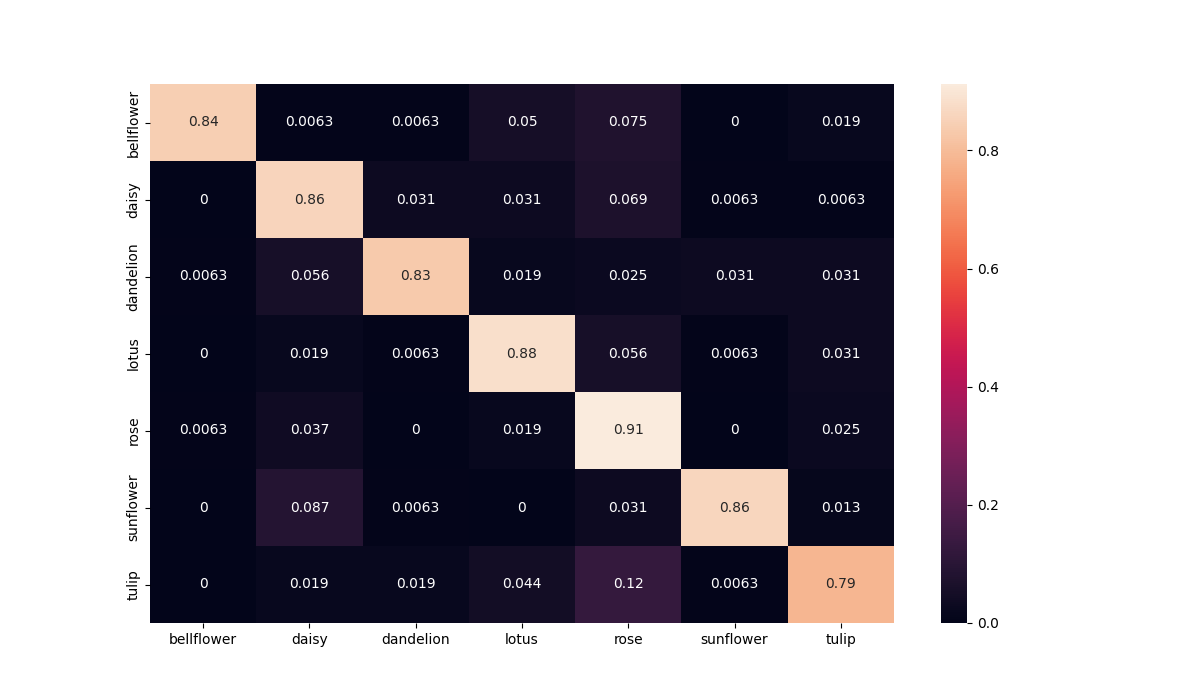 bellflower 0.84 0.0063 0.0063 0.05 0.075 0 0.019
daisy 0 0.86 0.031 0.031 0.069 0.0063 0.0063
dandelion 0.0063 0.056 0.83 0.019 0.025 0.031 0.031
lotus 0 0.019 0.0063 0.88 0.056 0.0063 0.031
rose 0.0063 0.037 0 0.019 0.91 0 0.025
sunflower 0 0.087 0.0063 0 0.031 0.86 0.013
tulip 0 0.019 0.019 0.044 0.12 0.0063 0.79
bellflower daisy dandelion lotus rose sunflower tulip
0.8
0.6
0.4
0.2
0.0